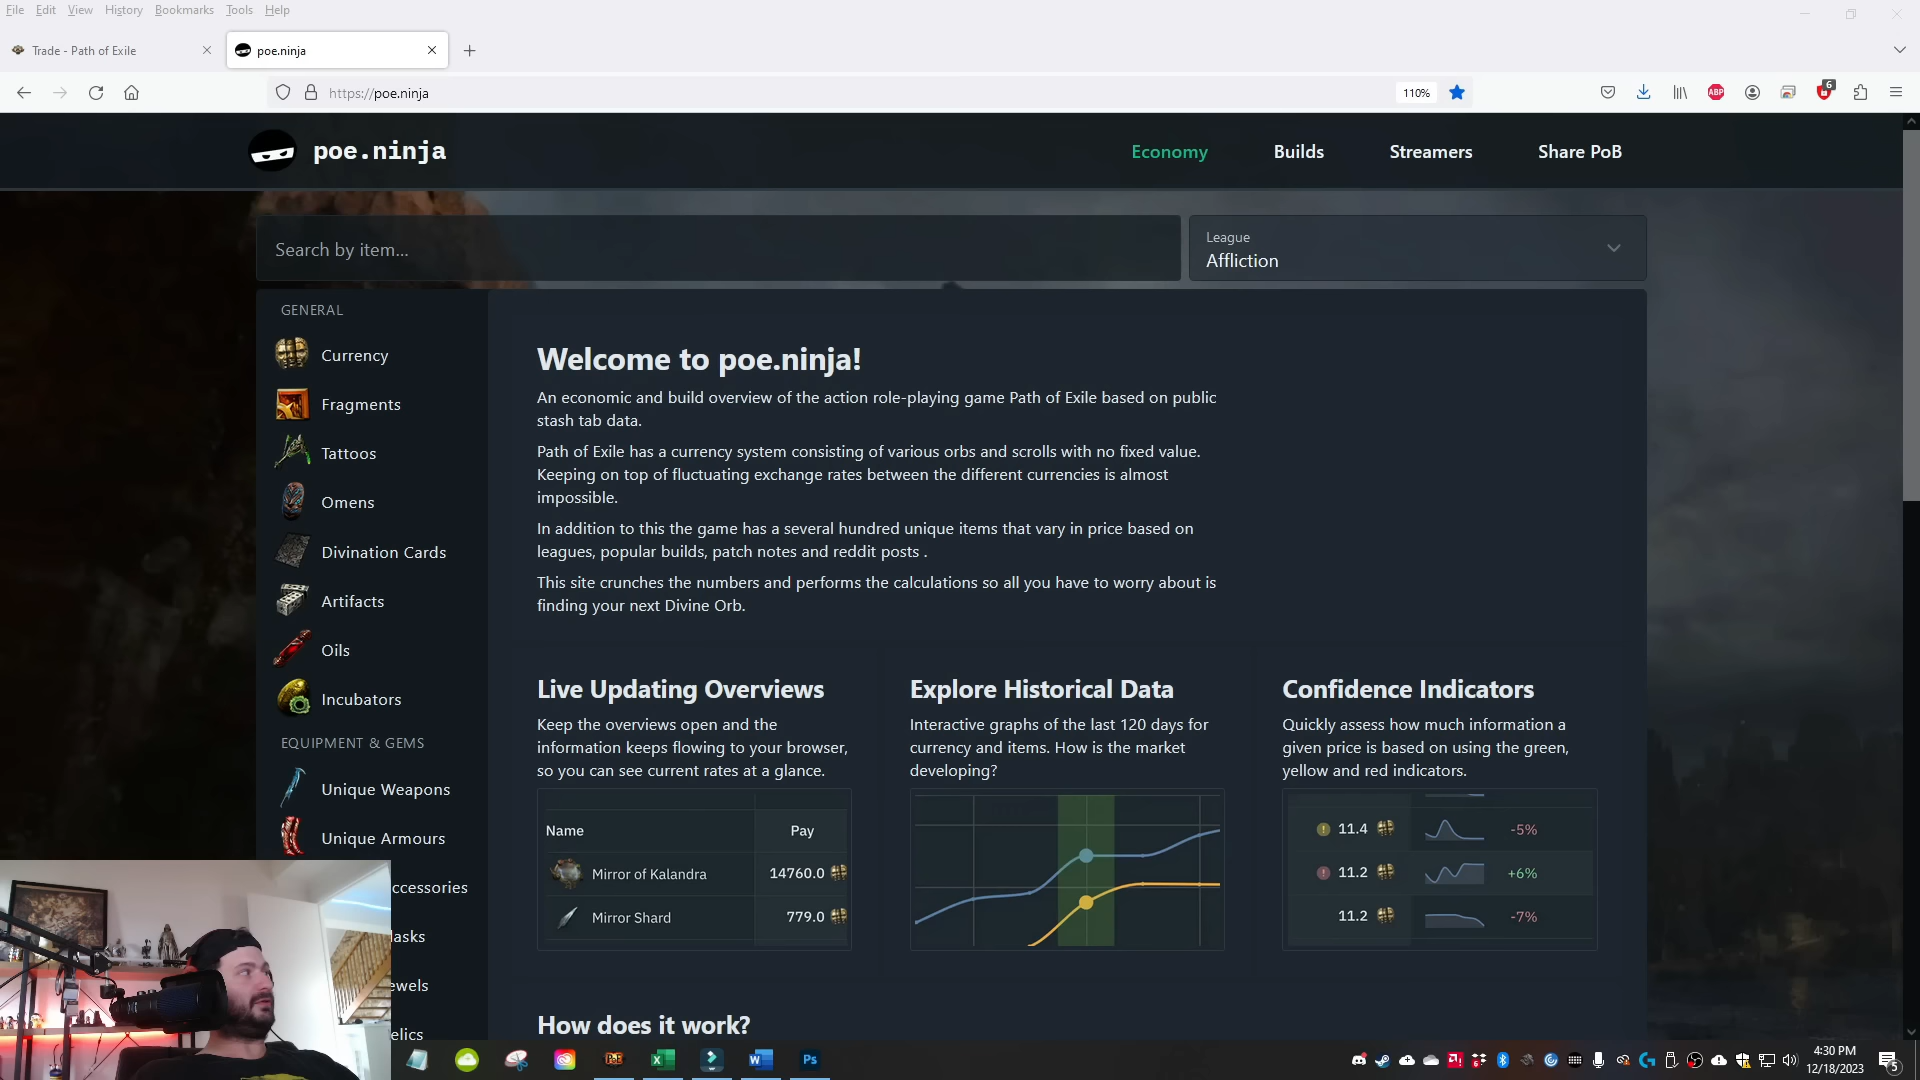 File Edit View History Bookmarks Tools Help
Trade - Path of Exile
poe.ninja
https://poe.ninja
110%
ABP
6
poe.ninja
Economy
Builds
Streamers
Share PoB
Search by item...
League
Affliction
GENERAL
Currency
Fragments
Tattoos
Omens
Divination Cards
Artifacts
Oils
Incubators
EQUIPMENT & GEMS
Unique Weapons
Unique Armours
ccessories
asks
ewels
elics
Welcome to poe.ninja!
An economic and build overview of the action role-playing game Path of Exile based on public
stash tab data.
Path of Exile has a currency system consisting of various orbs and scrolls with no fixed value.
Keeping on top of fluctuating exchange rates between the different currencies is almost
impossible.
In addition to this the game has a several hundred unique items that vary in price based on
leagues, popular builds, patch notes and reddit posts .
This site crunches the numbers and performs the calculations so all you have to worry about is
finding your next Divine Orb.
Live Updating Overviews
Keep the overviews open and the
information keeps flowing to your browser,
so you can see current rates at a glance.
Name Pay
Mirror of Kalandra 14760.0
Mirror Shard 779.0
Explore Historical Data
Interactive graphs of the last 120 days for
currency and items. How is the market
developing?
Confidence Indicators
Quickly assess how much information a
given price is based on using the green,
yellow and red indicators.
11.4 -5%
11.2 +6%
11.2 -7%
How does it work?
Ps
4:30 PM
12/18/2023
5